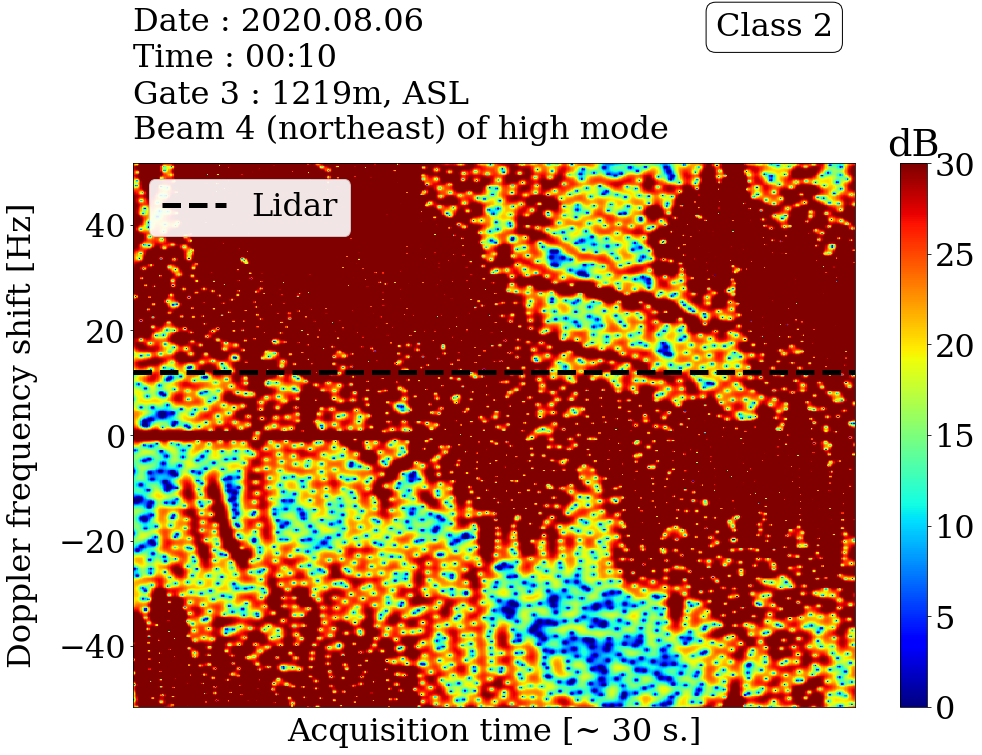 Date : 2020.08.06
Time : 00:10
Gate 3 : 1219m, ASL
Beam 4 (northeast) of high mode
Class 2
dB
Lidar
Doppler frequency shift [Hz]
40
20
0
−20
−40
30
25
20
15
10
5
0
Acquisition time [~ 30 s.]